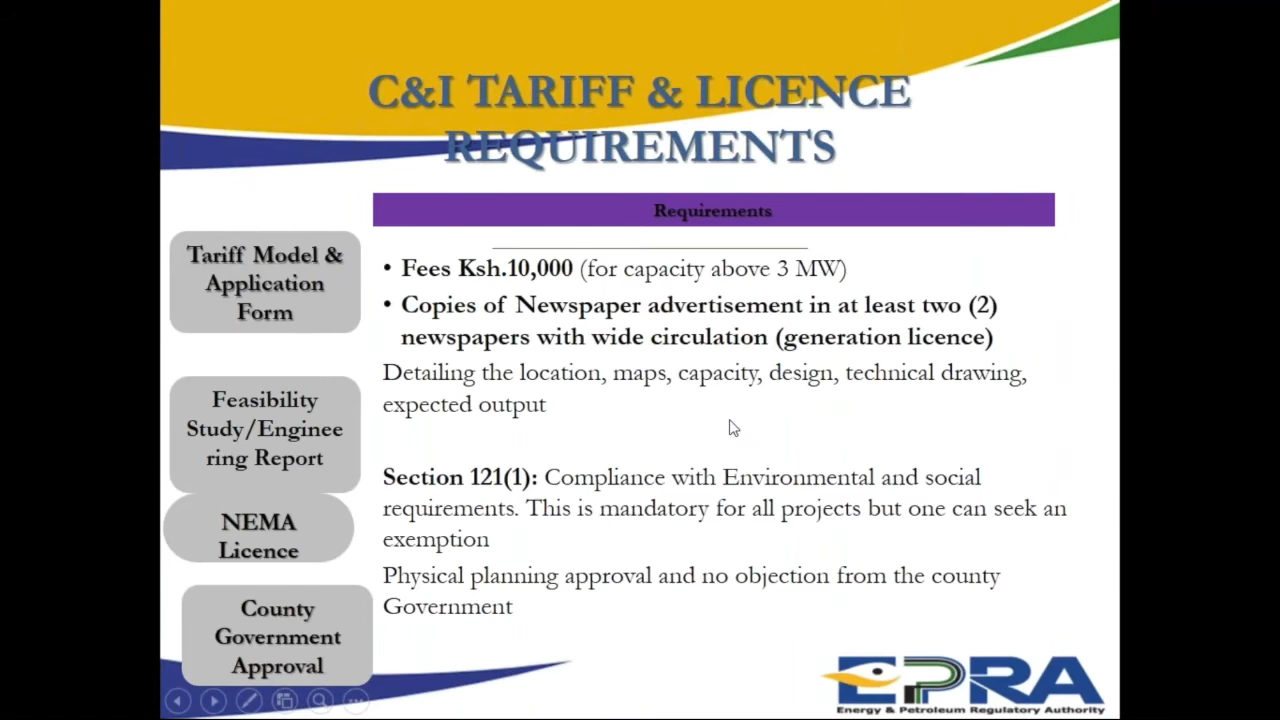 C&I TARIFF & LICENCE
REQUIREMENTS
Requirements
Tariff Model &
Application
Form
• Fees Ksh.10,000 (for capacity above 3 MW)
• Copies of Newspaper advertisement in at least two (2)
newspapers with wide circulation (generation licence)
Feasibility
Study/Enginee
ring Report
Detailing the location, maps, capacity, design, technical drawing,
expected output
NEMA
Licence
Section 121(1): Compliance with Environmental and social
requirements. This is mandatory for all projects but one can seek an
exemption
County
Government
Approval
Physical planning approval and no objection from the county
Government
EPRA
Energy & Petroleum Regulatory Authority